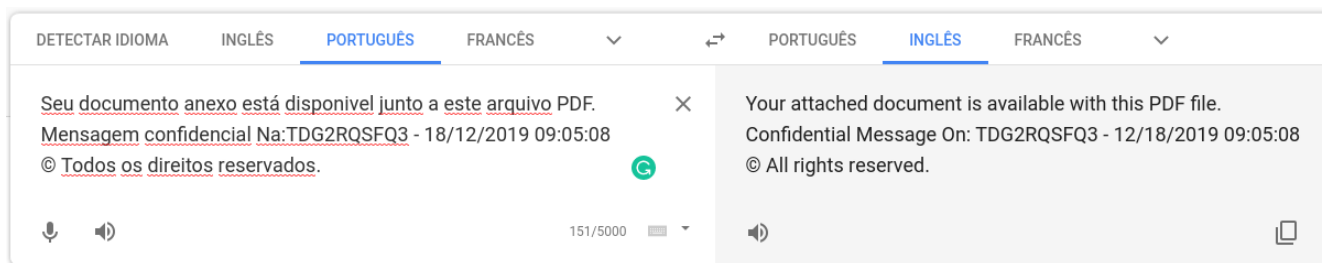 DETECTAR IDIOMA INGLÊS PORTUGUÊS FRANCÊS PORTUGUÊS INGLÊS FRANCÊS
Seu documento anexo está disponivel junto a este arquivo PDF.
Mensagem confidencial Na:TDG2RQSFQ3 - 18/12/2019 09:05:08
© Todos os direitos reservados.
151/5000
Your attached document is available with this PDF file.
Confidential Message On: TDG2RQSFQ3 - 12/18/2019 09:05:08
© All rights reserved.